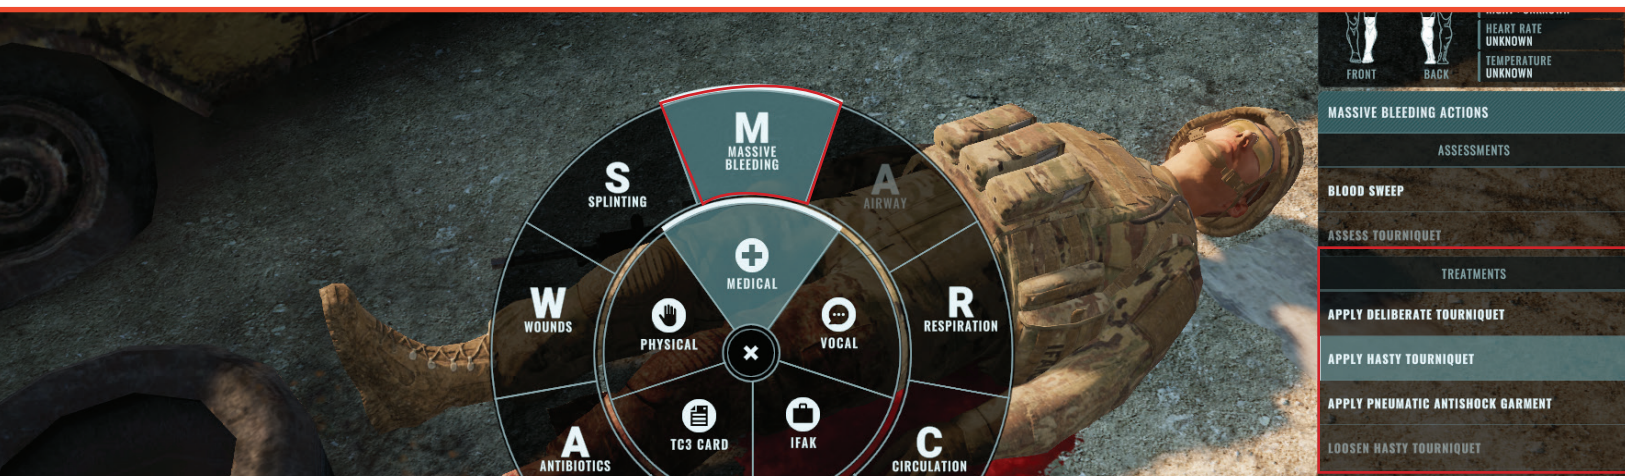 M
MASSIVE
BLEEDING
S
SPLINTING
A
AIRWAY
MEDICAL
W
WOUNDS
PHYSICAL
VOCAL
R
RESPIRATION
TC3 CARD
IFAK
A
ANTIBIOTICS
C
CIRCULATION
FRONT
BACK
HEART RATE
UNKNOWN
TEMPERATURE
UNKNOWN
MASSIVE BLEEDING ACTIONS
ASSESSMENTS
BLOOD SWEEP
ASSESS TOURNIQUET
TREATMENTS
APPLY DELIBERATE TOURNIQUET
APPLY HASTY TOURNIQUET
APPLY PNEUMATIC ANTISHOCK GARMENT
LOOSEN HASTY TOURNIQUET